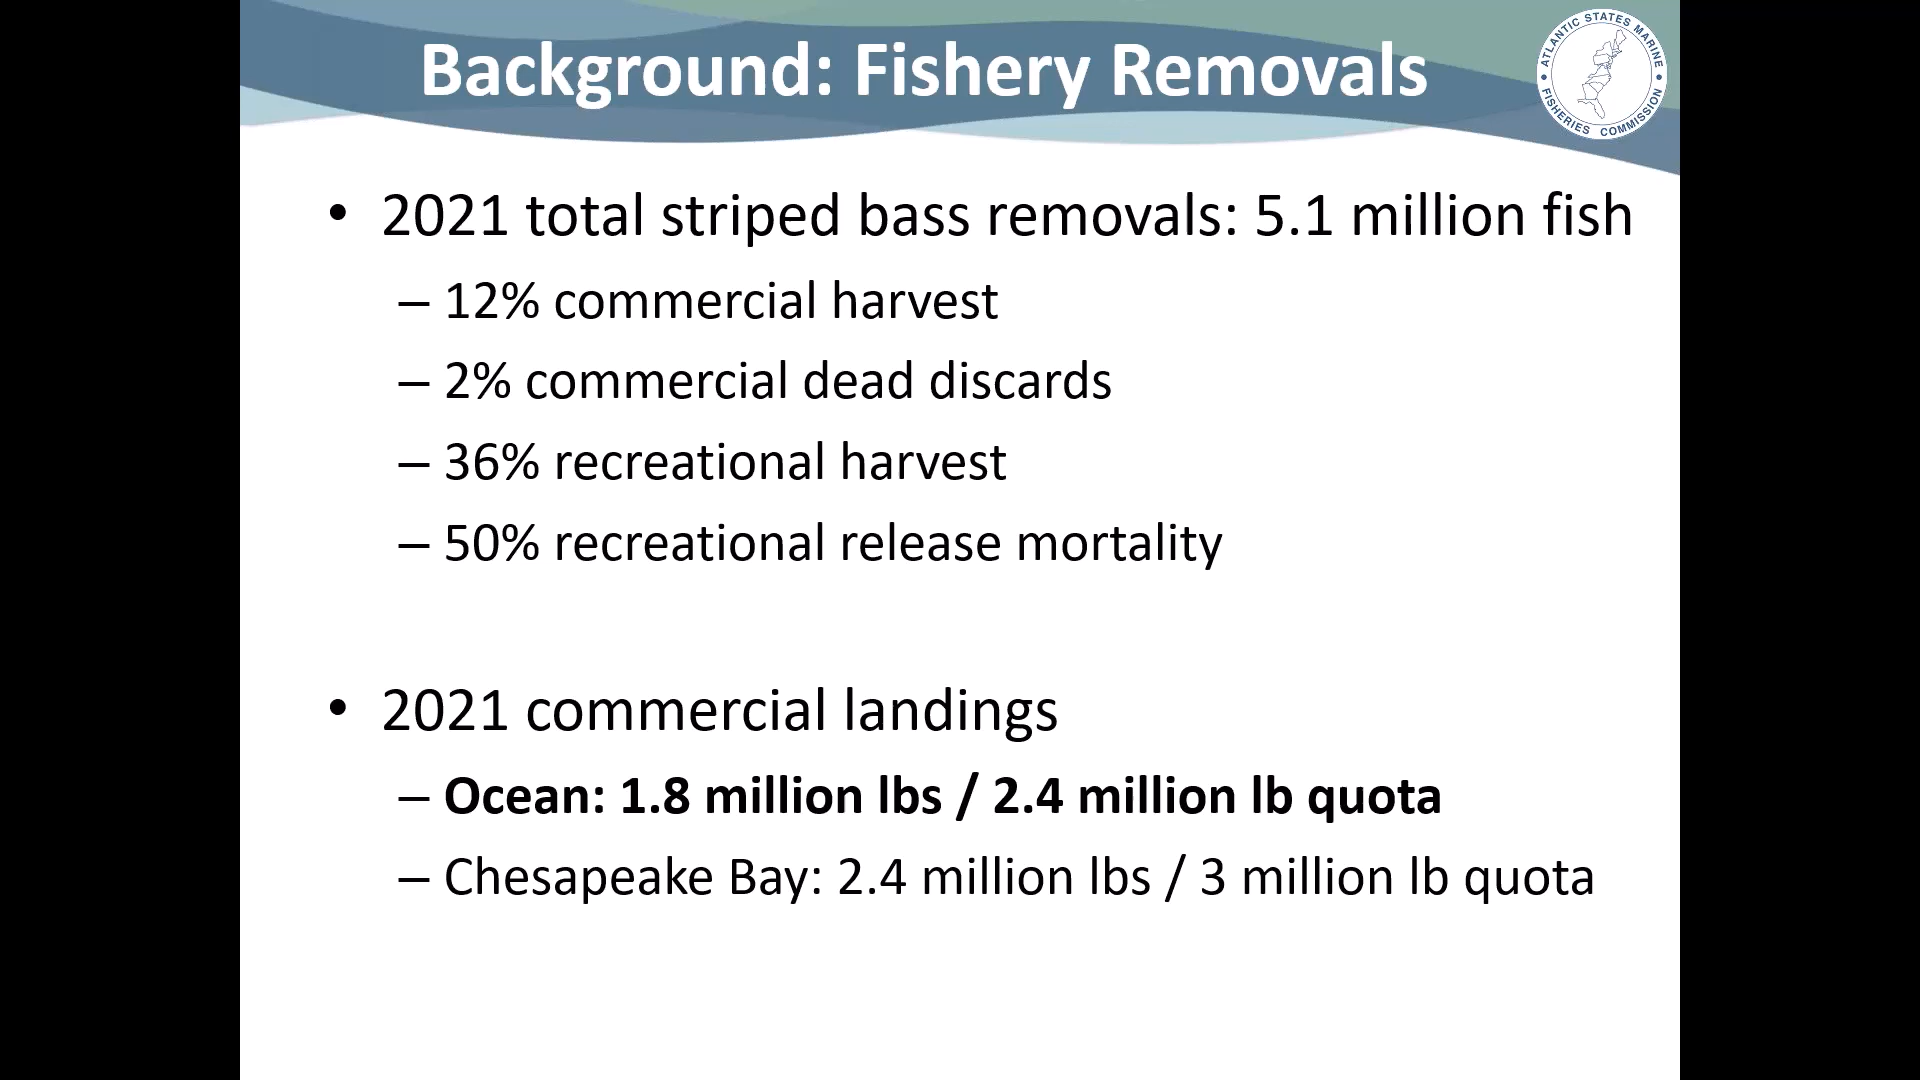 Background: Fishery Removals
ATLANTIC STATES MARINE
FISHERIES COMMISSION
• 2021 total striped bass removals: 5.1 million fish
– 12% commercial harvest
– 2% commercial dead discards
– 36% recreational harvest
– 50% recreational release mortality
• 2021 commercial landings
– Ocean: 1.8 million lbs / 2.4 million lb quota
– Chesapeake Bay: 2.4 million lbs / 3 million lb quota